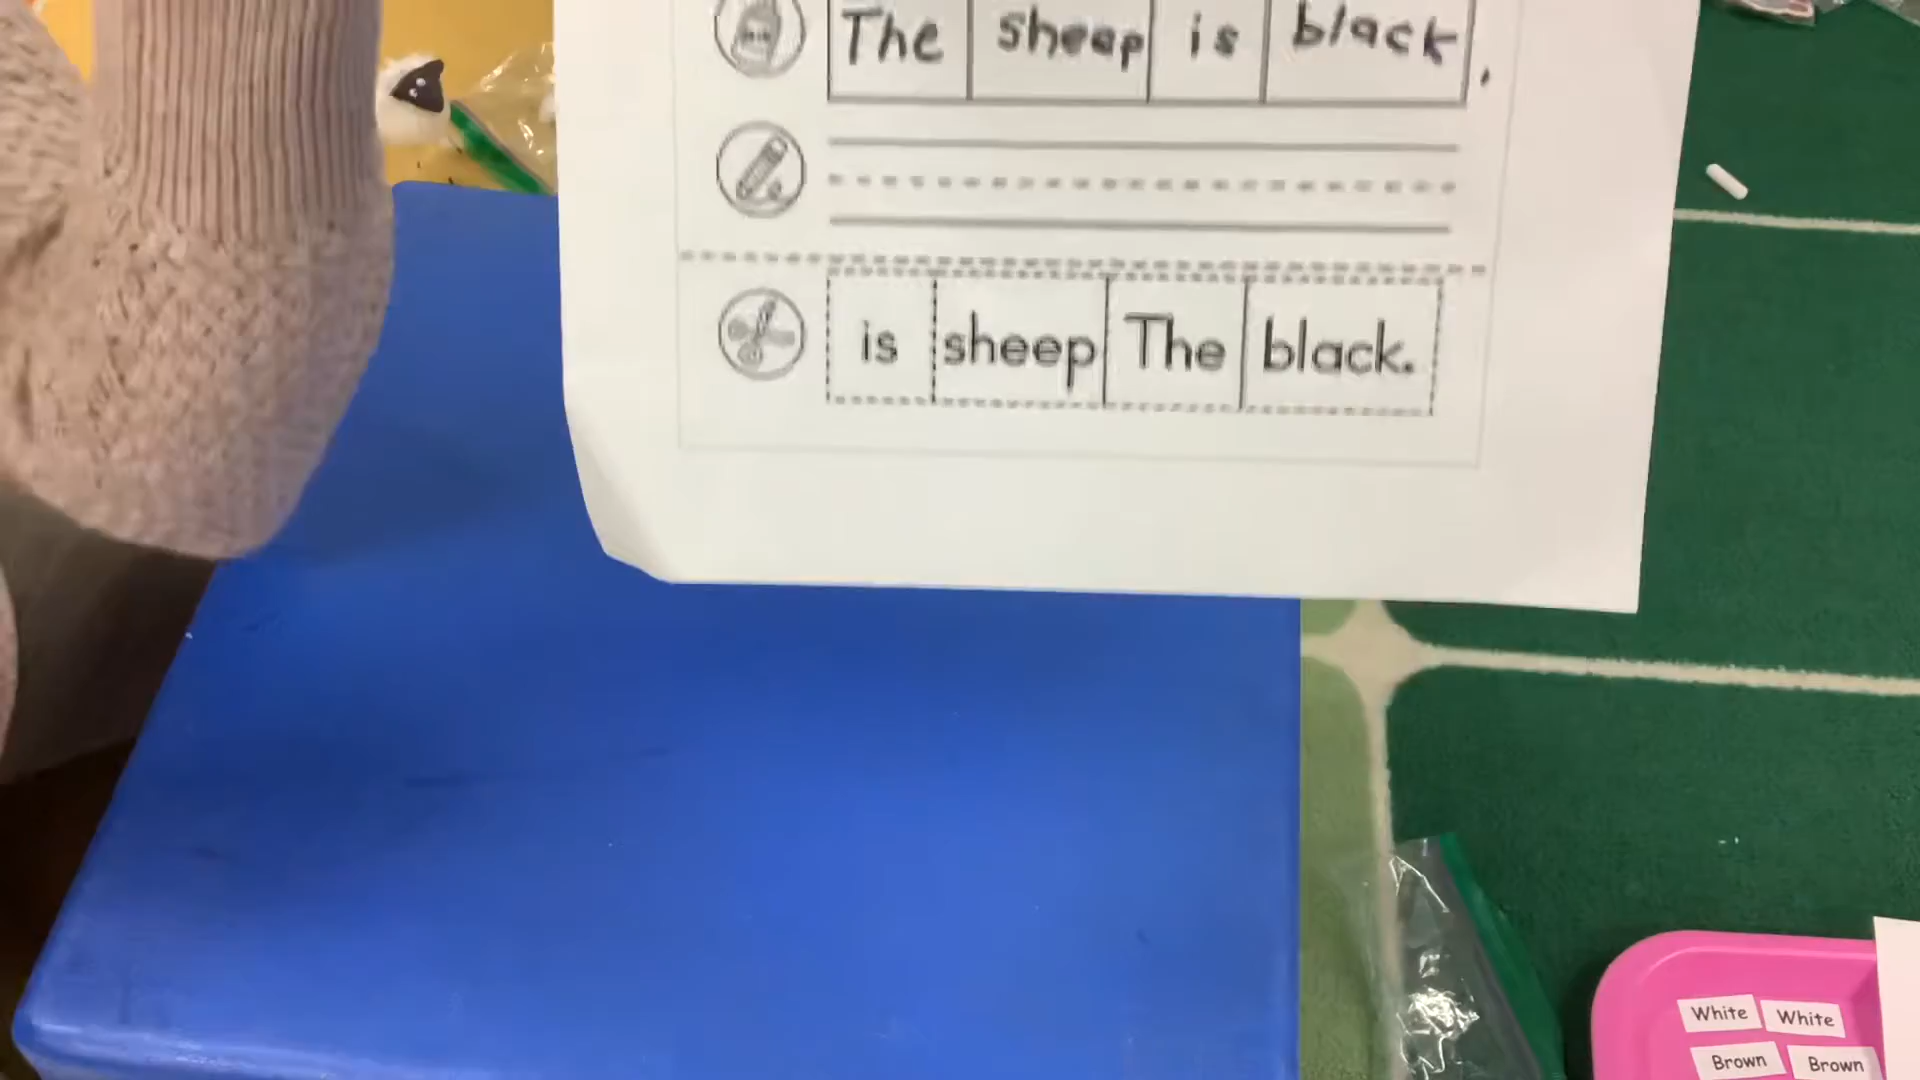 The sheep is black.
is sheep The black.
White White
Brown Brown